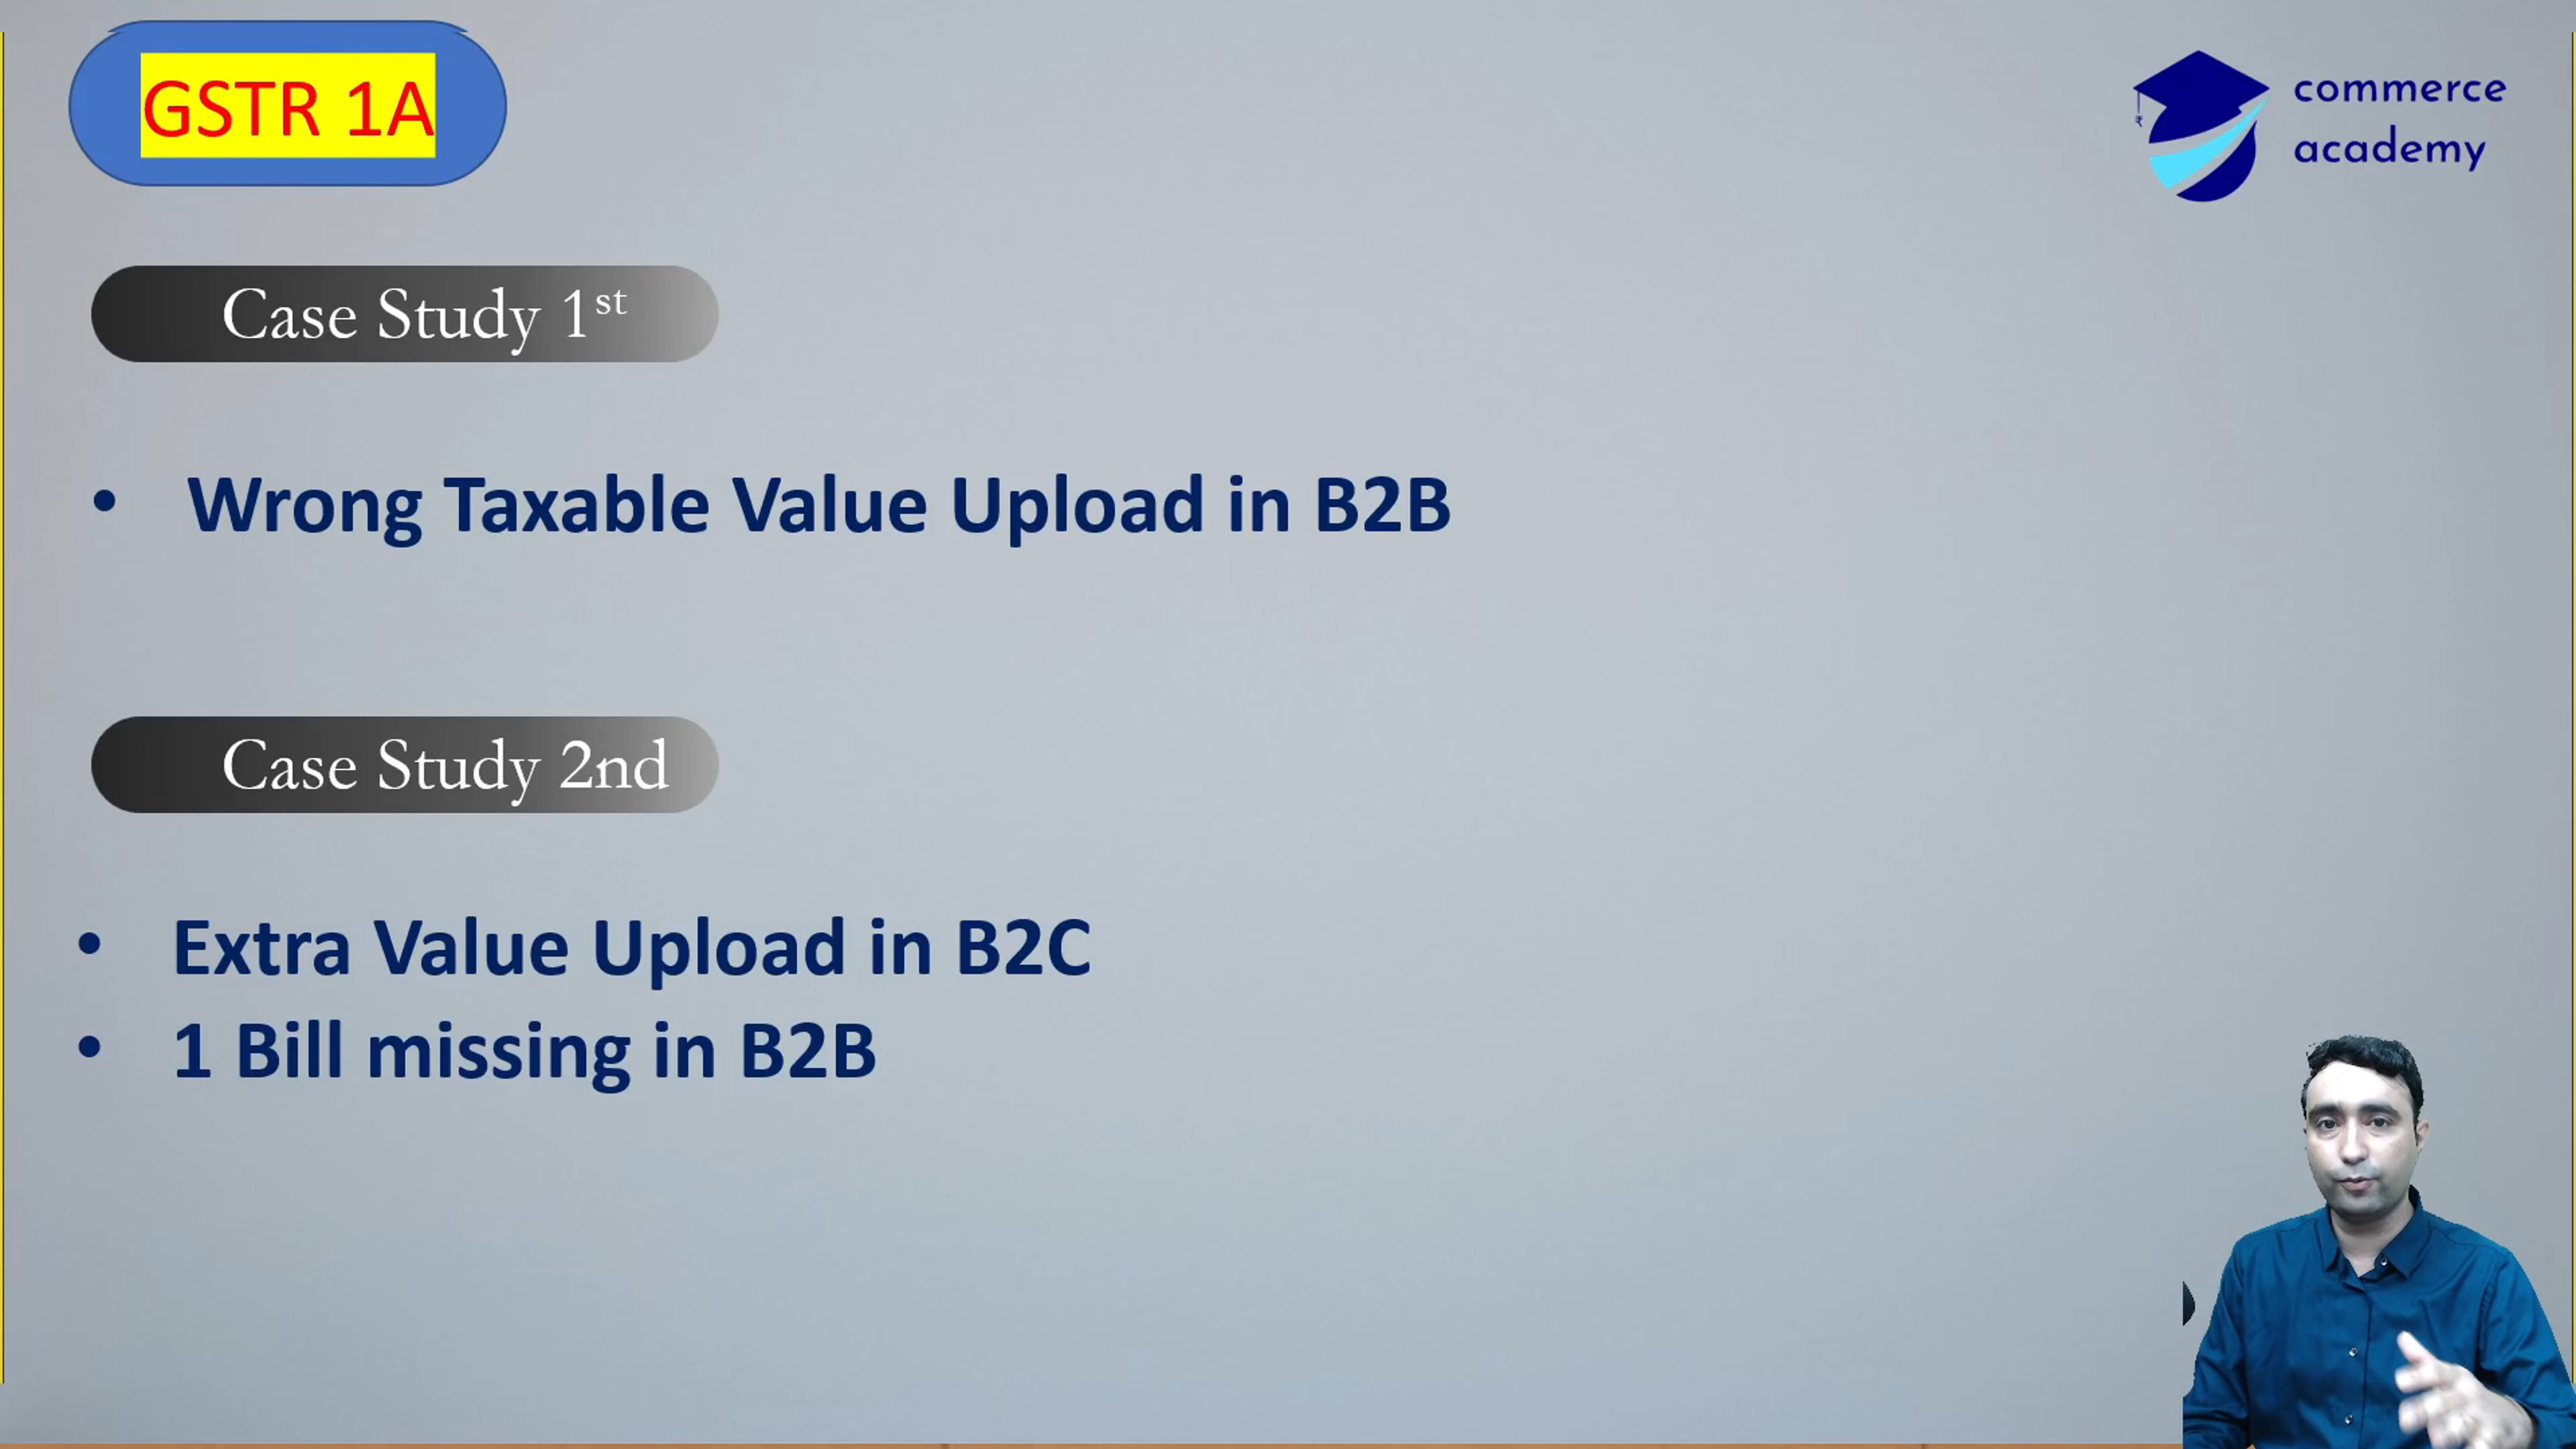 GSTR 1A
commerce
academy
Case Study 1st
• Wrong Taxable Value Upload in B2B
Case Study 2nd
• Extra Value Upload in B2C
• 1 Bill missing in B2B